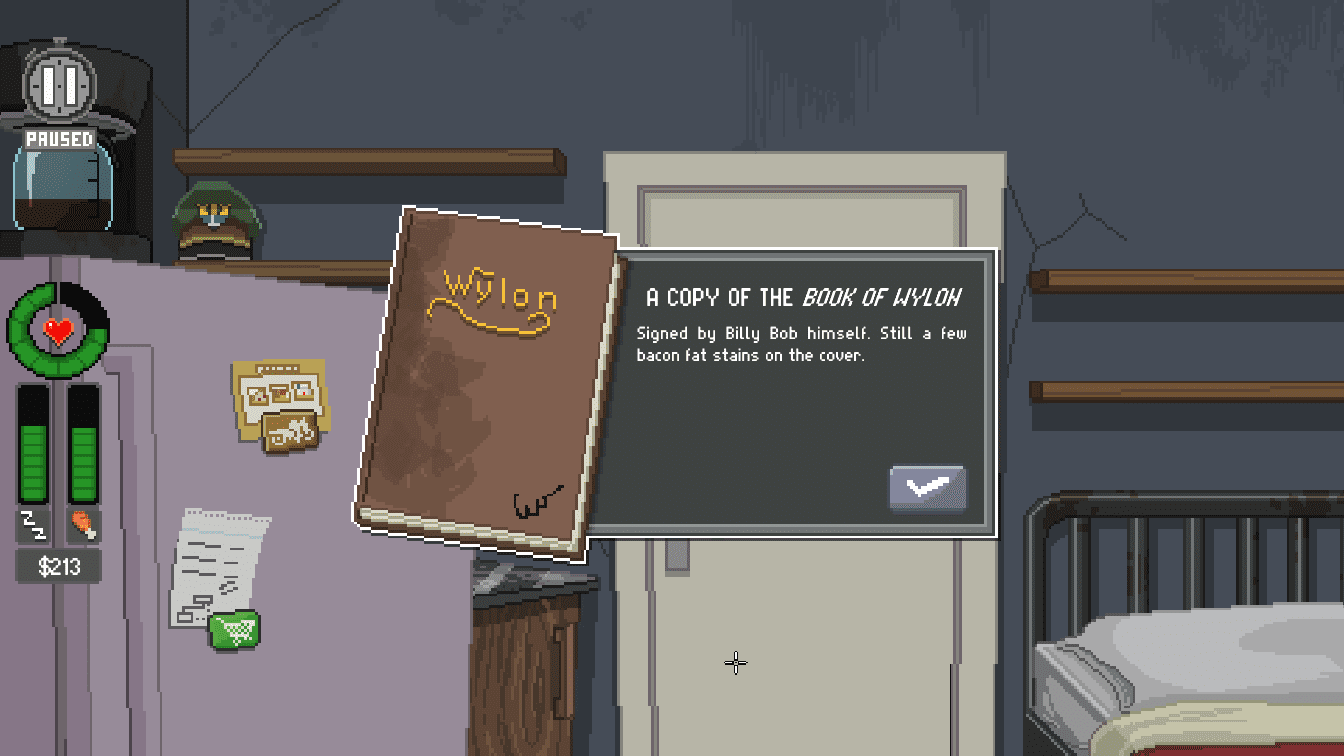 PAUSED
Wylon
A COPY OF THE BOOK OF WYLON
Signed by Billy Bob himself. Still a few
bacon fat stains on the cover.
W
$213